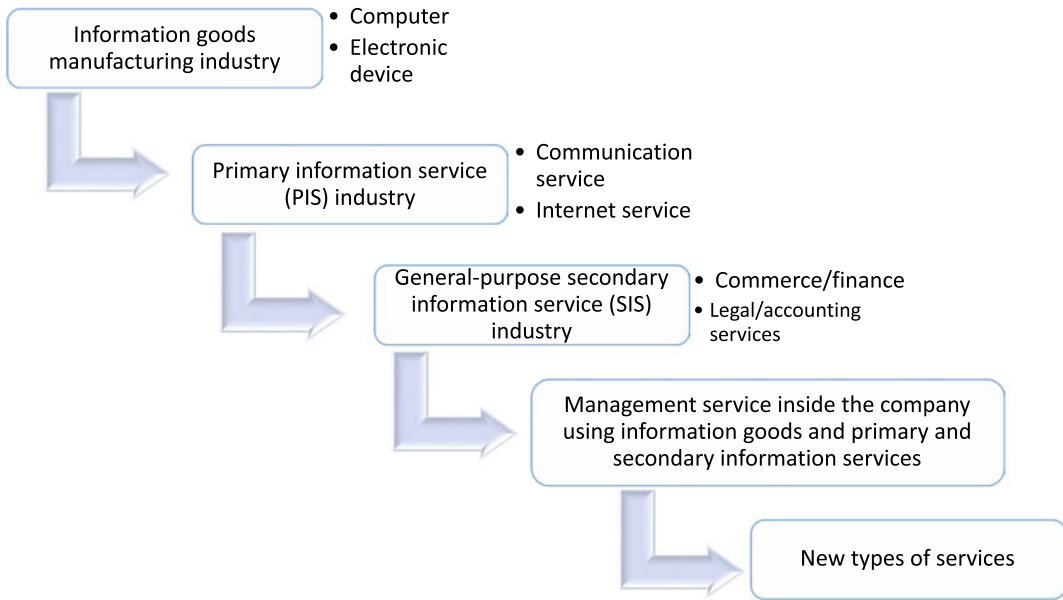 Information goods
manufacturing industry
• Computer
• Electronic
device
Primary information service
(PIS) industry
• Communication
service
• Internet service
General-purpose secondary
information service (SIS)
industry
• Commerce/finance
• Legal/accounting
services
Management service inside the company
using information goods and primary and
secondary information services
New types of services